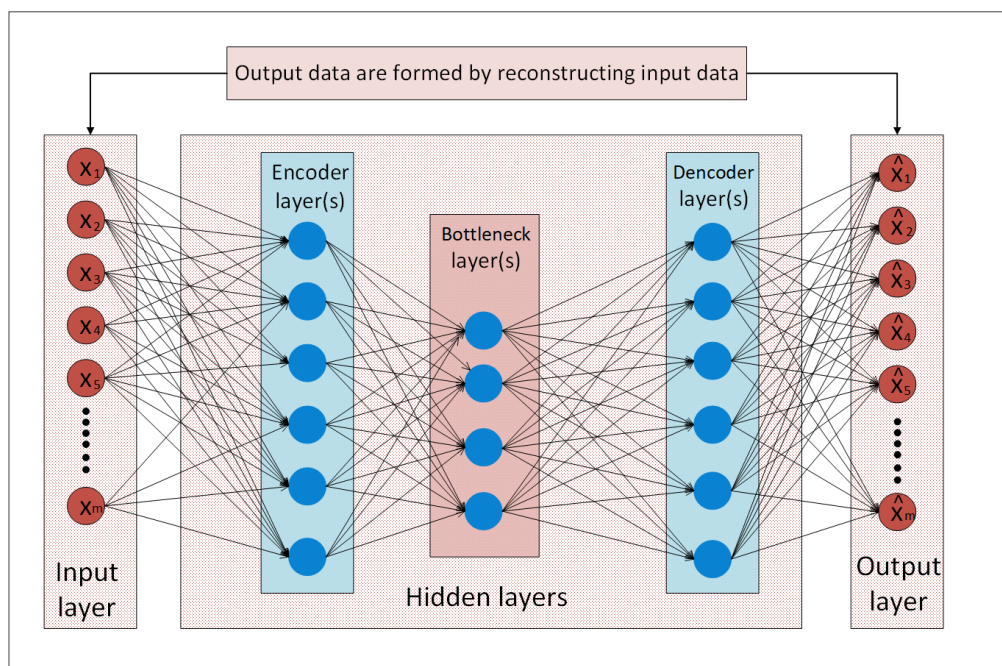 Output data are formed by reconstructing input data
x1
x2
x3
x4
x5
xm
Input
layer
Encoder
layer(s)
Bottleneck
layer(s)
Dencoder
layer(s)
Hidden layers
x̂1
x̂2
x̂3
x̂4
x̂5
x̂m
Output
layer